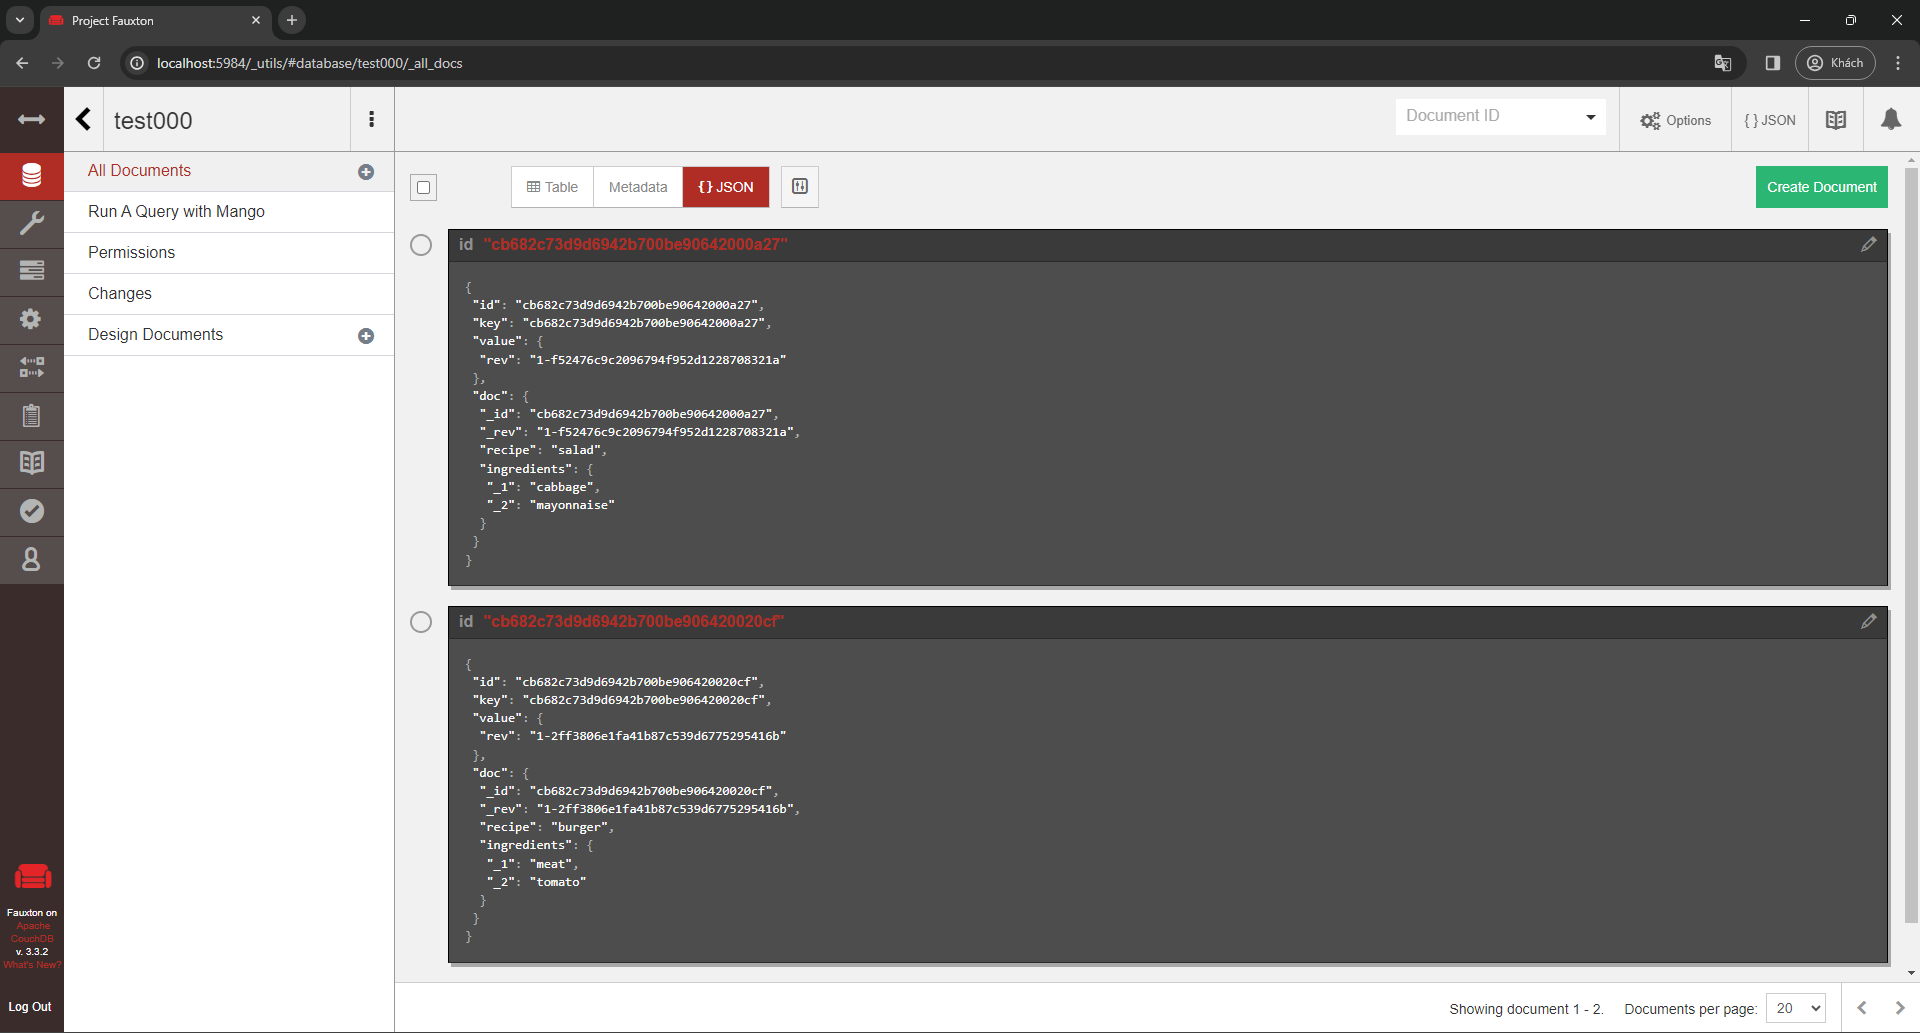 Project Fauxton
localhost:5984/_utils/#database/test000/_all_docs
Khách
test000
Document ID
Options
{ } JSON
All Documents
Run A Query with Mango
Permissions
Changes
Design Documents
Table
Metadata
{ } JSON
Create Document
id "cb682c73d9d6942b700be90642000a27"
{
"id": "cb682c73d9d6942b700be90642000a27",
"key": "cb682c73d9d6942b700be90642000a27",
"value": {
"rev": "1-f52476c9c2096794f952d1228708321a"
},
"doc": {
"_id": "cb682c73d9d6942b700be90642000a27",
"_rev": "1-f52476c9c2096794f952d1228708321a",
"recipe": "salad",
"ingredients": {
"_1": "cabbage",
"_2": "mayonnaise"
}
}
}
id "cb682c73d9d6942b700be906420020cf"
{
"id": "cb682c73d9d6942b700be906420020cf",
"key": "cb682c73d9d6942b700be906420020cf",
"value": {
"rev": "1-2ff3806e1fa41b87c539d6775295416b"
},
"doc": {
"_id": "cb682c73d9d6942b700be906420020cf",
"_rev": "1-2ff3806e1fa41b87c539d6775295416b",
"recipe": "burger",
"ingredients": {
"_1": "meat",
"_2": "tomato"
}
}
}
Fauxton on
Apache
CouchDB
v. 3.3.2
What's New?
Log Out
Showing document 1 - 2.
Documents per page: 20